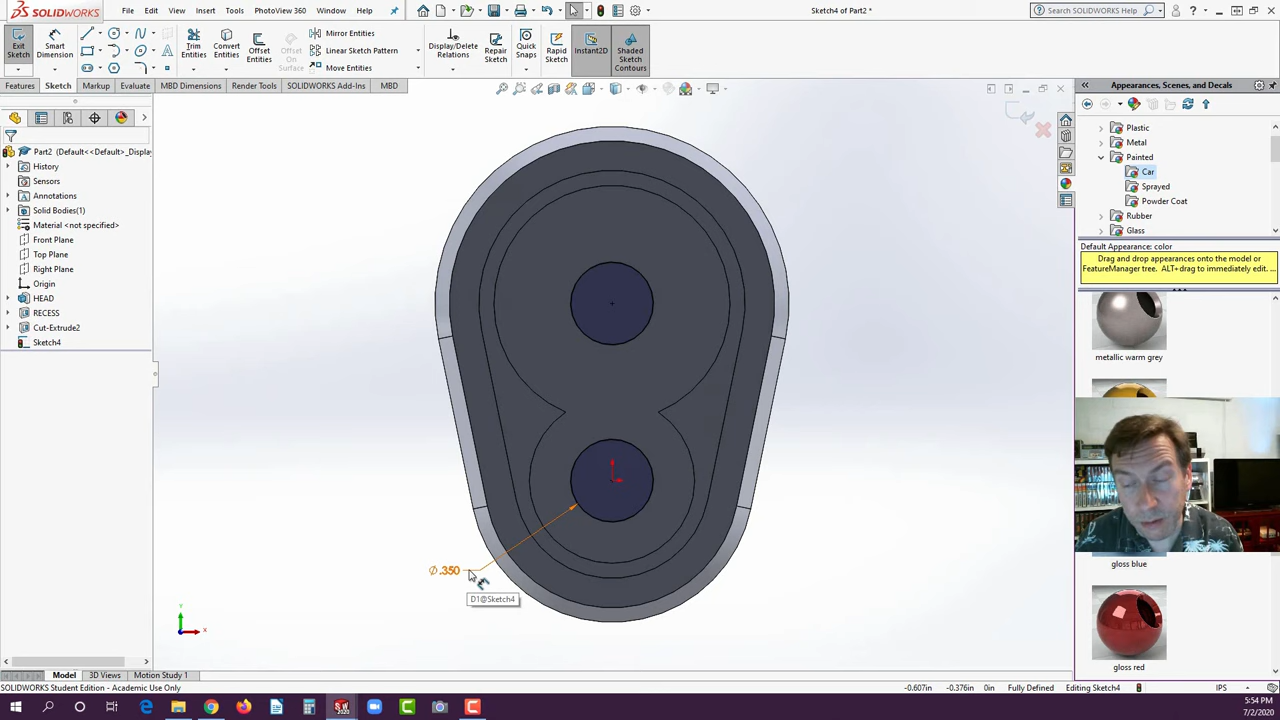 SOLIDWORKS
File Edit View Insert Tools PhotoView 360 Window Help
Sketch4 of Part2 *
Search SOLIDWORKS Help
Exit Sketch
Smart Dimension
Trim Entities
Convert Entities
Offset Entities
Offset On Surface
Mirror Entities
Linear Sketch Pattern
Move Entities
Display/Delete Relations
Repair Sketch
Quick Snaps
Rapid Sketch
Instant2D
Shaded Sketch Contours
Features Sketch Markup Evaluate MBD Dimensions Render Tools SOLIDWORKS Add-Ins MBD
Appearances, Scenes, and Decals
Part2 (Default<<Default>_Display
History
Sensors
Annotations
Solid Bodies(1)
Material <not specified>
Front Plane
Top Plane
Right Plane
Origin
HEAD
RECESS
Cut-Extrude2
Sketch4
Plastic
Metal
Painted
Car
Sprayed
Powder Coat
Rubber
Glass
Default Appearance: color
Drag and drop appearances onto the model or
FeatureManager tree. ALT+drag to immediately edit. ...
metallic warm grey
gloss blue
gloss red
∅.350
D1@Sketch4
Y
X
Model 3D Views Motion Study 1
SOLIDWORKS Student Edition - Academic Use Only
-0.607in -0.376in 0in Fully Defined Editing Sketch4 IPS
5:54 PM
7/2/2020